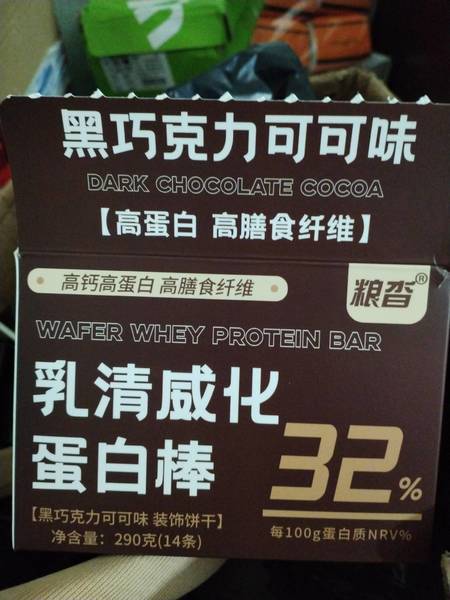 黑巧克力可可味
DARK CHOCOLATE COCOA
【高蛋白 高膳食纤维】
高钙高蛋白 高膳食纤维
粮杳®
WAFER WHEY PROTEIN BAR
乳清威化
蛋白棒
32%
【黑巧克力可可味 装饰饼干】
每100g蛋白质NRV%
净含量：290克(14条)